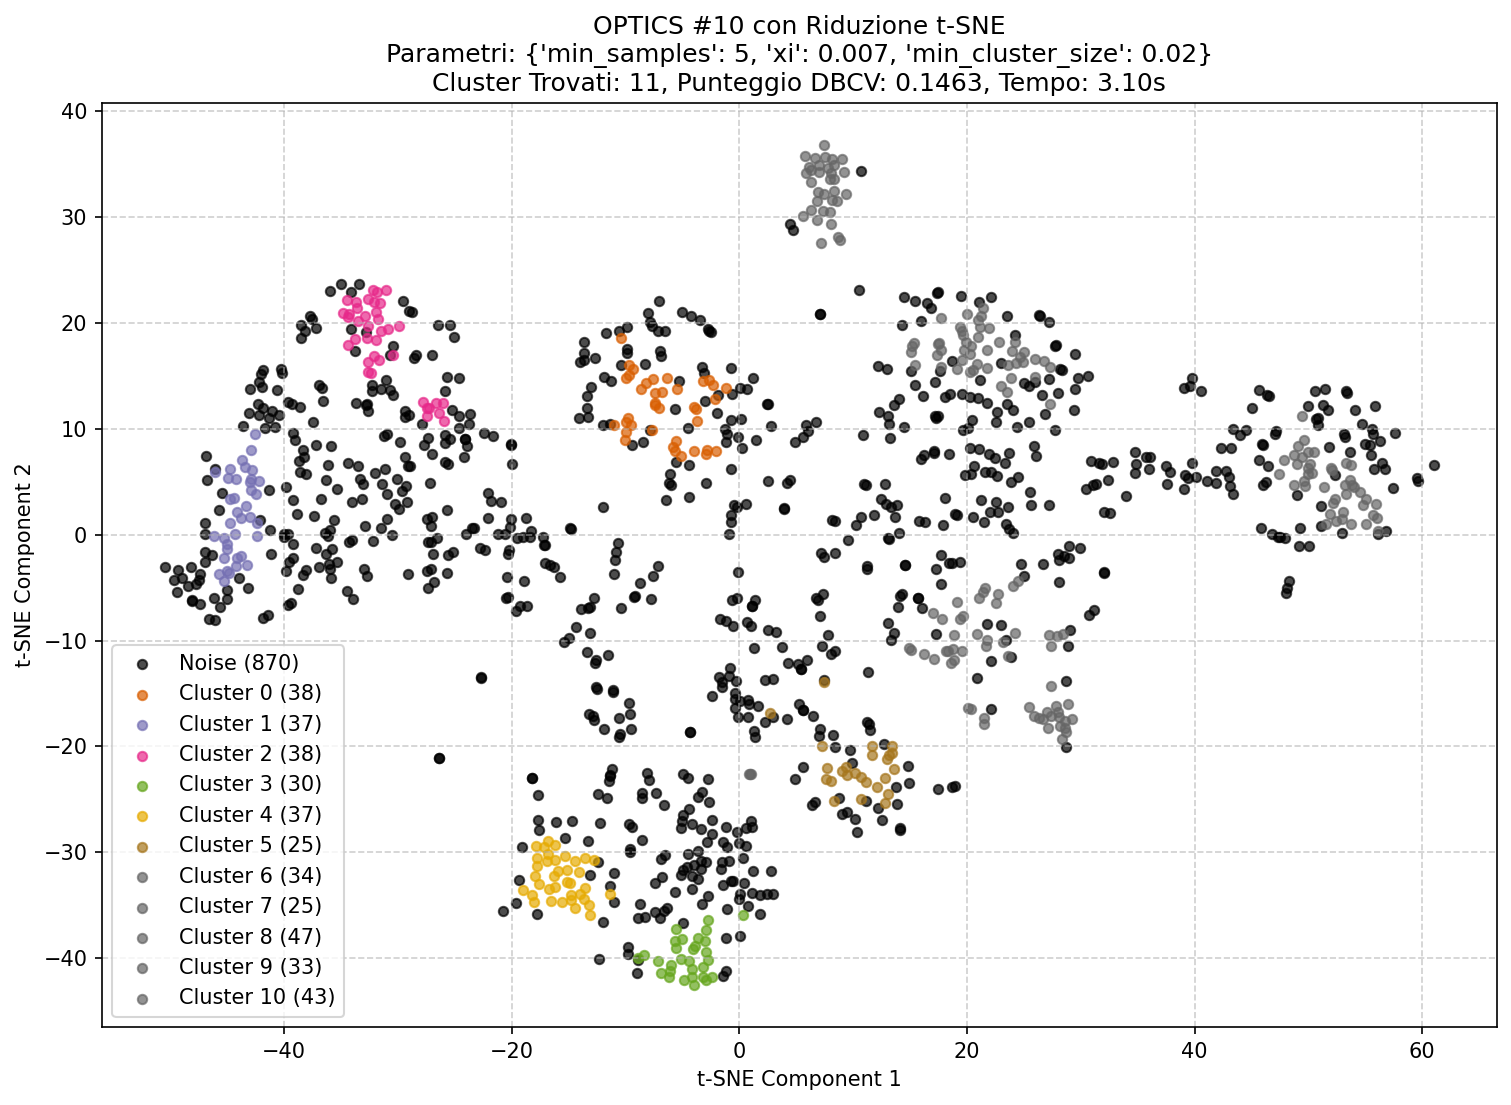 OPTICS #10 con Riduzione t-SNE
Parametri: {'min_samples': 5, 'xi': 0.007, 'min_cluster_size': 0.02}
Cluster Trovati: 11, Punteggio DBCV: 0.1463, Tempo: 3.10s
40
30
20
10
0
−10
−20
−30
−40
t-SNE Component 2
Noise (870)
Cluster 0 (38)
Cluster 1 (37)
Cluster 2 (38)
Cluster 3 (30)
Cluster 4 (37)
Cluster 5 (25)
Cluster 6 (34)
Cluster 7 (25)
Cluster 8 (47)
Cluster 9 (33)
Cluster 10 (43)
−40
−20
0
20
40
60
t-SNE Component 1